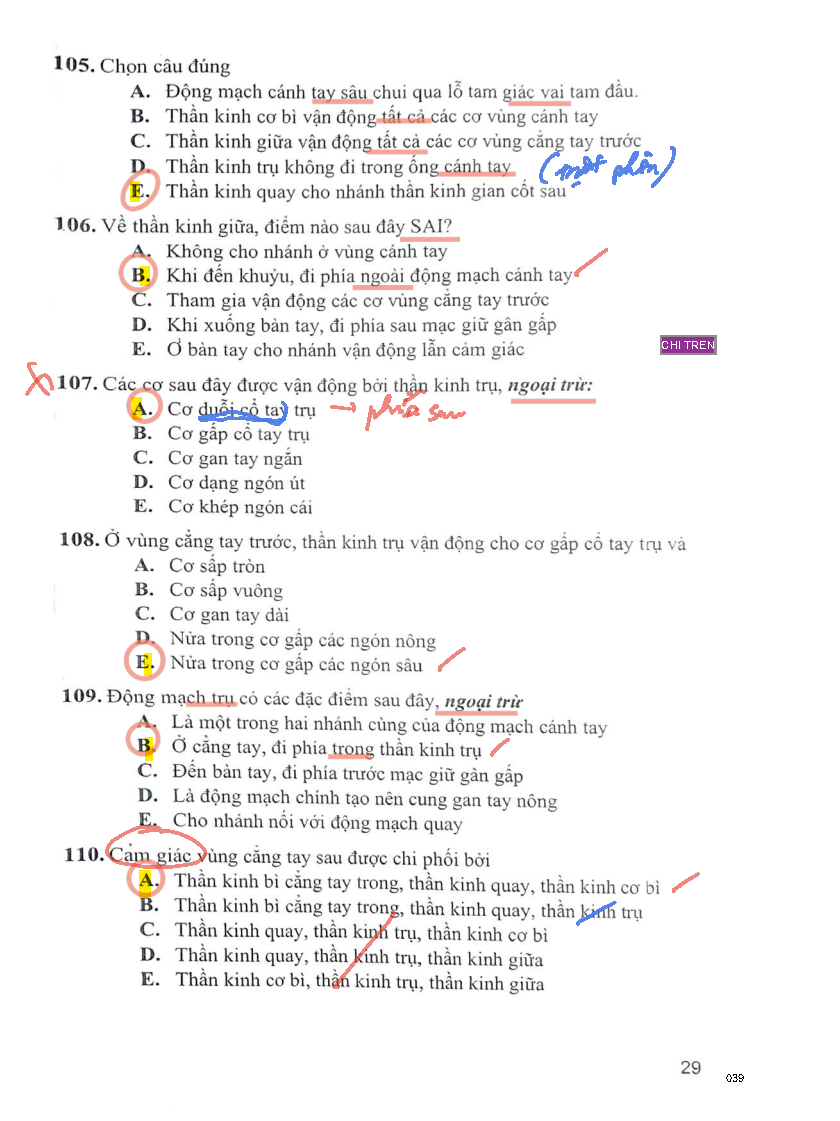 105. Chọn câu đúng
A. Động mạch cánh tay sâu chui qua lỗ tam giác vai tam đầu.
B. Thần kinh cơ bì vận động tất cả các cơ vùng cánh tay
C. Thần kinh giữa vận động tất cả các cơ vùng cẳng tay trước
D. Thần kinh trụ không đi trong ống cánh tay (một phần)
E. Thần kinh quay cho nhánh thần kinh gian cốt sau
106. Về thần kinh giữa, điểm nào sau đây SAI?
A. Không cho nhánh ở vùng cánh tay
B. Khi đến khuỷu, đi phía ngoài động mạch cánh tay
C. Tham gia vận động các cơ vùng cẳng tay trước
D. Khi xuống bàn tay, đi phía sau mạc giữ gân gấp
E. Ở bàn tay cho nhánh vận động lẫn cảm giác
CHI TREN
107. Các cơ sau đây được vận động bởi thần kinh trụ, ngoại trừ:
A. Cơ duỗi cổ tay trụ → phía sau
B. Cơ gấp cổ tay trụ
C. Cơ gan tay ngắn
D. Cơ dạng ngón út
E. Cơ khép ngón cái
108. Ở vùng cẳng tay trước, thần kinh trụ vận động cho cơ gấp cổ tay trụ và
A. Cơ sấp tròn
B. Cơ sấp vuông
C. Cơ gan tay dài
D. Nửa trong cơ gấp các ngón nông
E. Nửa trong cơ gấp các ngón sâu
109. Động mạch trụ có các đặc điểm sau đây, ngoại trừ
A. Là một trong hai nhánh cùng của động mạch cánh tay
B. Ở cẳng tay, đi phía trong thần kinh trụ
C. Đến bàn tay, đi phía trước mạc giữ gân gấp
D. Là động mạch chính tạo nên cung gan tay nông
E. Cho nhánh nối với động mạch quay
110. Cảm giác vùng cẳng tay sau được chi phối bởi
A. Thần kinh bì cẳng tay trong, thần kinh quay, thần kinh cơ bì
B. Thần kinh bì cẳng tay trong, thần kinh quay, thần kinh trụ
C. Thần kinh quay, thần kinh trụ, thần kinh cơ bì
D. Thần kinh quay, thần kinh trụ, thần kinh giữa
E. Thần kinh cơ bì, thần kinh trụ, thần kinh giữa
29
039